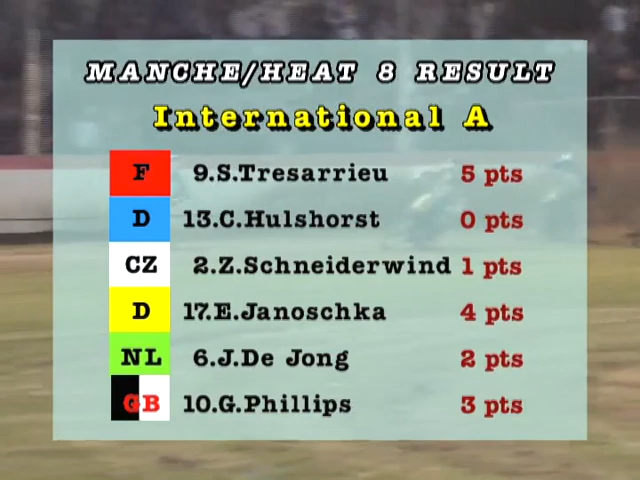 MANCHE/HEAT 8 RESULT
International A
F 9.S.Tresarrieu 5 pts
D 13.C.Hulshorst 0 pts
CZ 2.Z.Schneiderwind 1 pts
D 17.E.Janoschka 4 pts
NL 6.J.De Jong 2 pts
GB 10.G.Phillips 3 pts